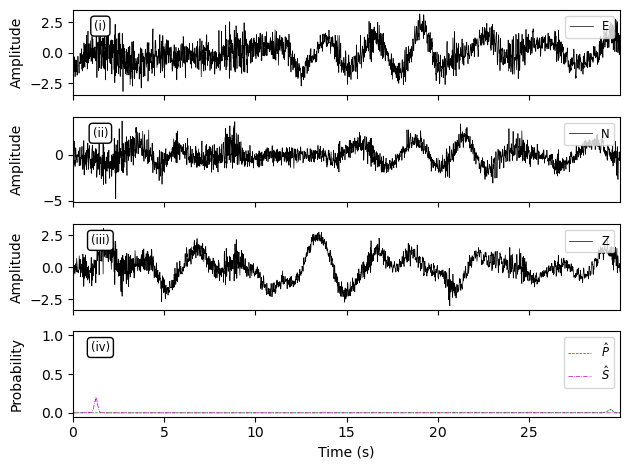 Amplitude
2.5
0.0
−2.5
(i)
E
Amplitude
0
−5
(ii)
N
Amplitude
2.5
0.0
−2.5
(iii)
Z
Probability
1.0
0.5
0.0
(iv)
P̂
Ŝ
0 5 10 15 20 25
Time (s)